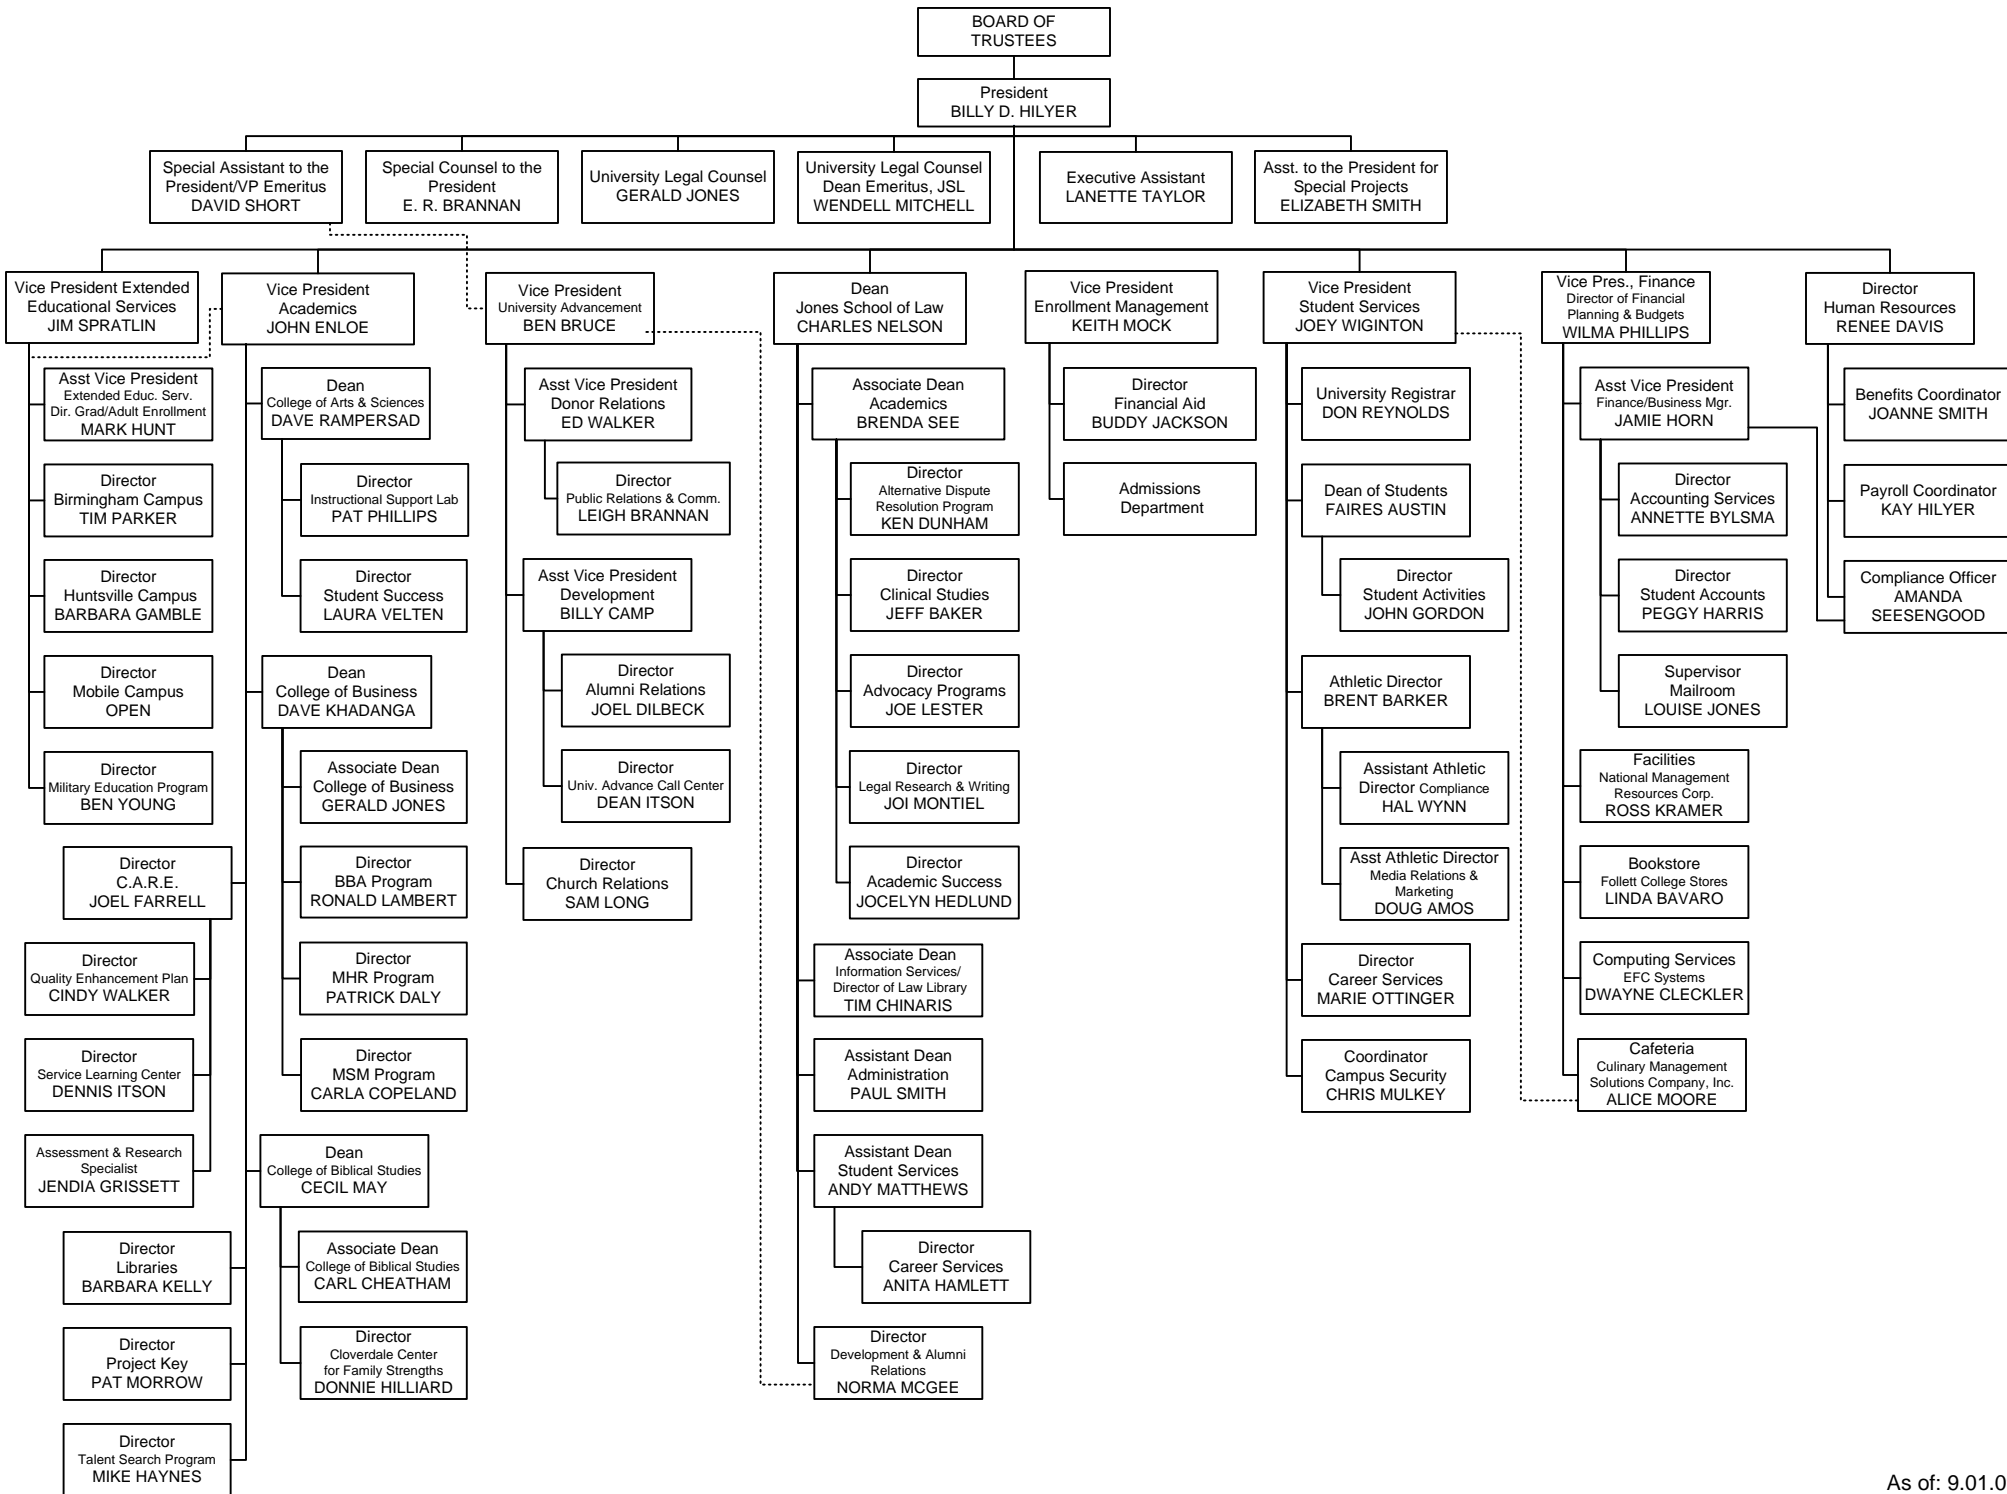 BOARD OF
TRUSTEES
President
BILLY D. HILYER
Special Assistant to the
President/VP Emeritus
DAVID SHORT
Special Counsel to the
President
E. R. BRANNAN
University Legal Counsel
GERALD JONES
University Legal Counsel
Dean Emeritus, JSL
WENDELL MITCHELL
Executive Assistant
LANETTE TAYLOR
Asst. to the President for
Special Projects
ELIZABETH SMITH
Vice President Extended
Educational Services
JIM SPRATLIN
Asst Vice President
Extended Educ. Serv.
Dir. Grad/Adult Enrollment
MARK HUNT
Director
Birmingham Campus
TIM PARKER
Director
Huntsville Campus
BARBARA GAMBLE
Director
Mobile Campus
OPEN
Director
Military Education Program
BEN YOUNG
Vice President
Academics
JOHN ENLOE
Dean
College of Arts & Sciences
DAVE RAMPERSAD
Director
Instructional Support Lab
PAT PHILLIPS
Director
Student Success
LAURA VELTEN
Dean
College of Business
DAVE KHADANGA
Associate Dean
College of Business
GERALD JONES
Director
BBA Program
RONALD LAMBERT
Director
MHR Program
PATRICK DALY
Director
MSM Program
CARLA COPELAND
Director
C.A.R.E.
JOEL FARRELL
Director
Quality Enhancement Plan
CINDY WALKER
Director
Service Learning Center
DENNIS ITSON
Assessment & Research
Specialist
JENDIA GRISSETT
Dean
College of Biblical Studies
CECIL MAY
Associate Dean
College of Biblical Studies
CARL CHEATHAM
Director
Cloverdale Center
for Family Strengths
DONNIE HILLIARD
Director
Libraries
BARBARA KELLY
Director
Project Key
PAT MORROW
Director
Talent Search Program
MIKE HAYNES
Vice President
University Advancement
BEN BRUCE
Asst Vice President
Donor Relations
ED WALKER
Director
Public Relations & Comm.
LEIGH BRANNAN
Asst Vice President
Development
BILLY CAMP
Director
Alumni Relations
JOEL DILBECK
Director
Univ. Advance Call Center
DEAN ITSON
Director
Church Relations
SAM LONG
Dean
Jones School of Law
CHARLES NELSON
Associate Dean
Academics
BRENDA SEE
Director
Alternative Dispute
Resolution Program
KEN DUNHAM
Director
Clinical Studies
JEFF BAKER
Director
Advocacy Programs
JOE LESTER
Director
Legal Research & Writing
JOI MONTIEL
Director
Academic Success
JOCELYN HEDLUND
Associate Dean
Information Services/
Director of Law Library
TIM CHINARIS
Assistant Dean
Administration
PAUL SMITH
Assistant Dean
Student Services
ANDY MATTHEWS
Director
Career Services
ANITA HAMLETT
Director
Development & Alumni
Relations
NORMA MCGEE
Vice President
Enrollment Management
KEITH MOCK
Director
Financial Aid
BUDDY JACKSON
Admissions
Department
Vice President
Student Services
JOEY WIGINTON
University Registrar
DON REYNOLDS
Dean of Students
FAIRES AUSTIN
Director
Student Activities
JOHN GORDON
Athletic Director
BRENT BARKER
Assistant Athletic
Director Compliance
HAL WYNN
Asst Athletic Director
Media Relations &
Marketing
DOUG AMOS
Director
Career Services
MARIE OTTINGER
Coordinator
Campus Security
CHRIS MULKEY
Vice Pres., Finance
Director of Financial
Planning & Budgets
WILMA PHILLIPS
Asst Vice President
Finance/Business Mgr.
JAMIE HORN
Director
Accounting Services
ANNETTE BYLSMA
Director
Student Accounts
PEGGY HARRIS
Supervisor
Mailroom
LOUISE JONES
Facilities
National Management
Resources Corp.
ROSS KRAMER
Bookstore
Follett College Stores
LINDA BAVARO
Computing Services
EFC Systems
DWAYNE CLECKLER
Cafeteria
Culinary Management
Solutions Company, Inc.
ALICE MOORE
Director
Human Resources
RENEE DAVIS
Benefits Coordinator
JOANNE SMITH
Payroll Coordinator
KAY HILYER
Compliance Officer
AMANDA
SEESENGOOD
As of: 9.01.0